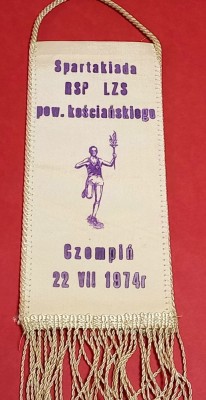 Spartakiada
RSP LZS
pow. kościańskiego
Czempiń
22 VII 1974r